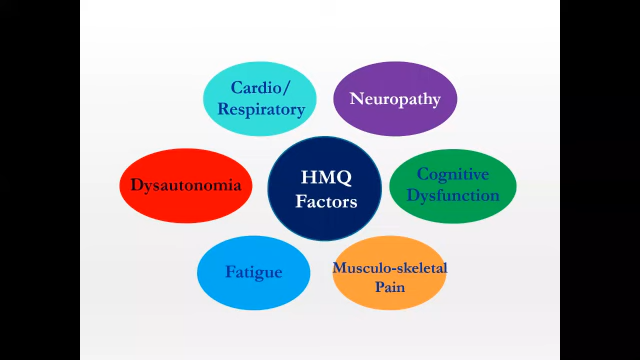 Cardio/
Respiratory
Neuropathy
Dysautonomia
HMQ
Factors
Cognitive
Dysfunction
Fatigue
Musculo-skeletal
Pain